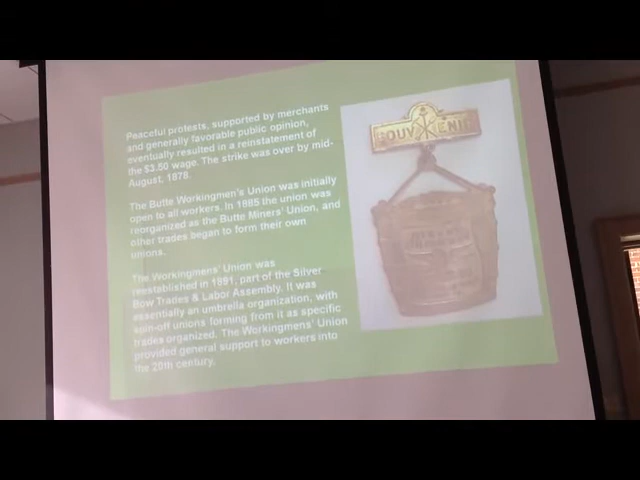 Peaceful protests, supported by merchants
and generally favorable public opinion,
eventually resulted in a reinstatement of
the $3.50 wage. The strike was over by mid-
August, 1878.
The Butte Workingmen's Union was initially
open to all workers. In 1885 the union was
reorganized as the Butte Miners' Union, and
other trades began to form their own
unions.
The Workingmens' Union was
reestablished in 1891, part of the Silver
Bow Trades & Labor Assembly. It was
essentially an umbrella organization, with
spin-off unions forming from it as specific
trades organized. The Workingmens' Union
provided general support to workers into
the 20th century.
SOUVENIR